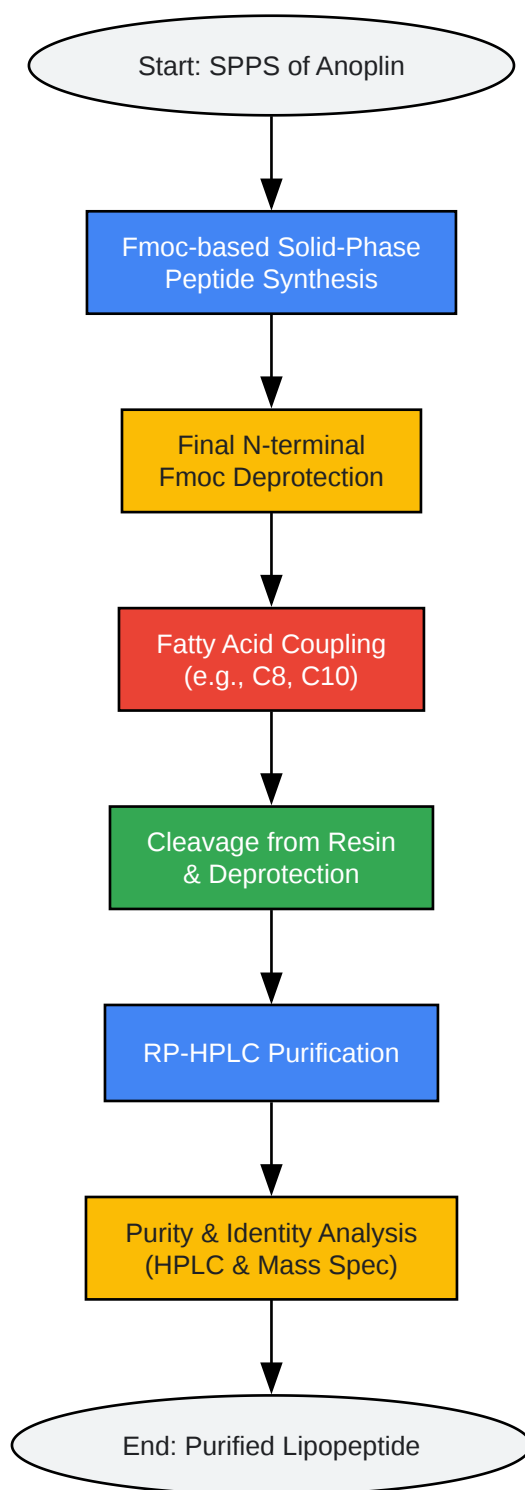 Start: SPPS of Anoplin
Fmoc-based Solid-Phase
Peptide Synthesis
Final N-terminal
Fmoc Deprotection
Fatty Acid Coupling
(e.g., C8, C10)
Cleavage from Resin
& Deprotection
RP-HPLC Purification
Purity & Identity Analysis
(HPLC & Mass Spec)
End: Purified Lipopeptide